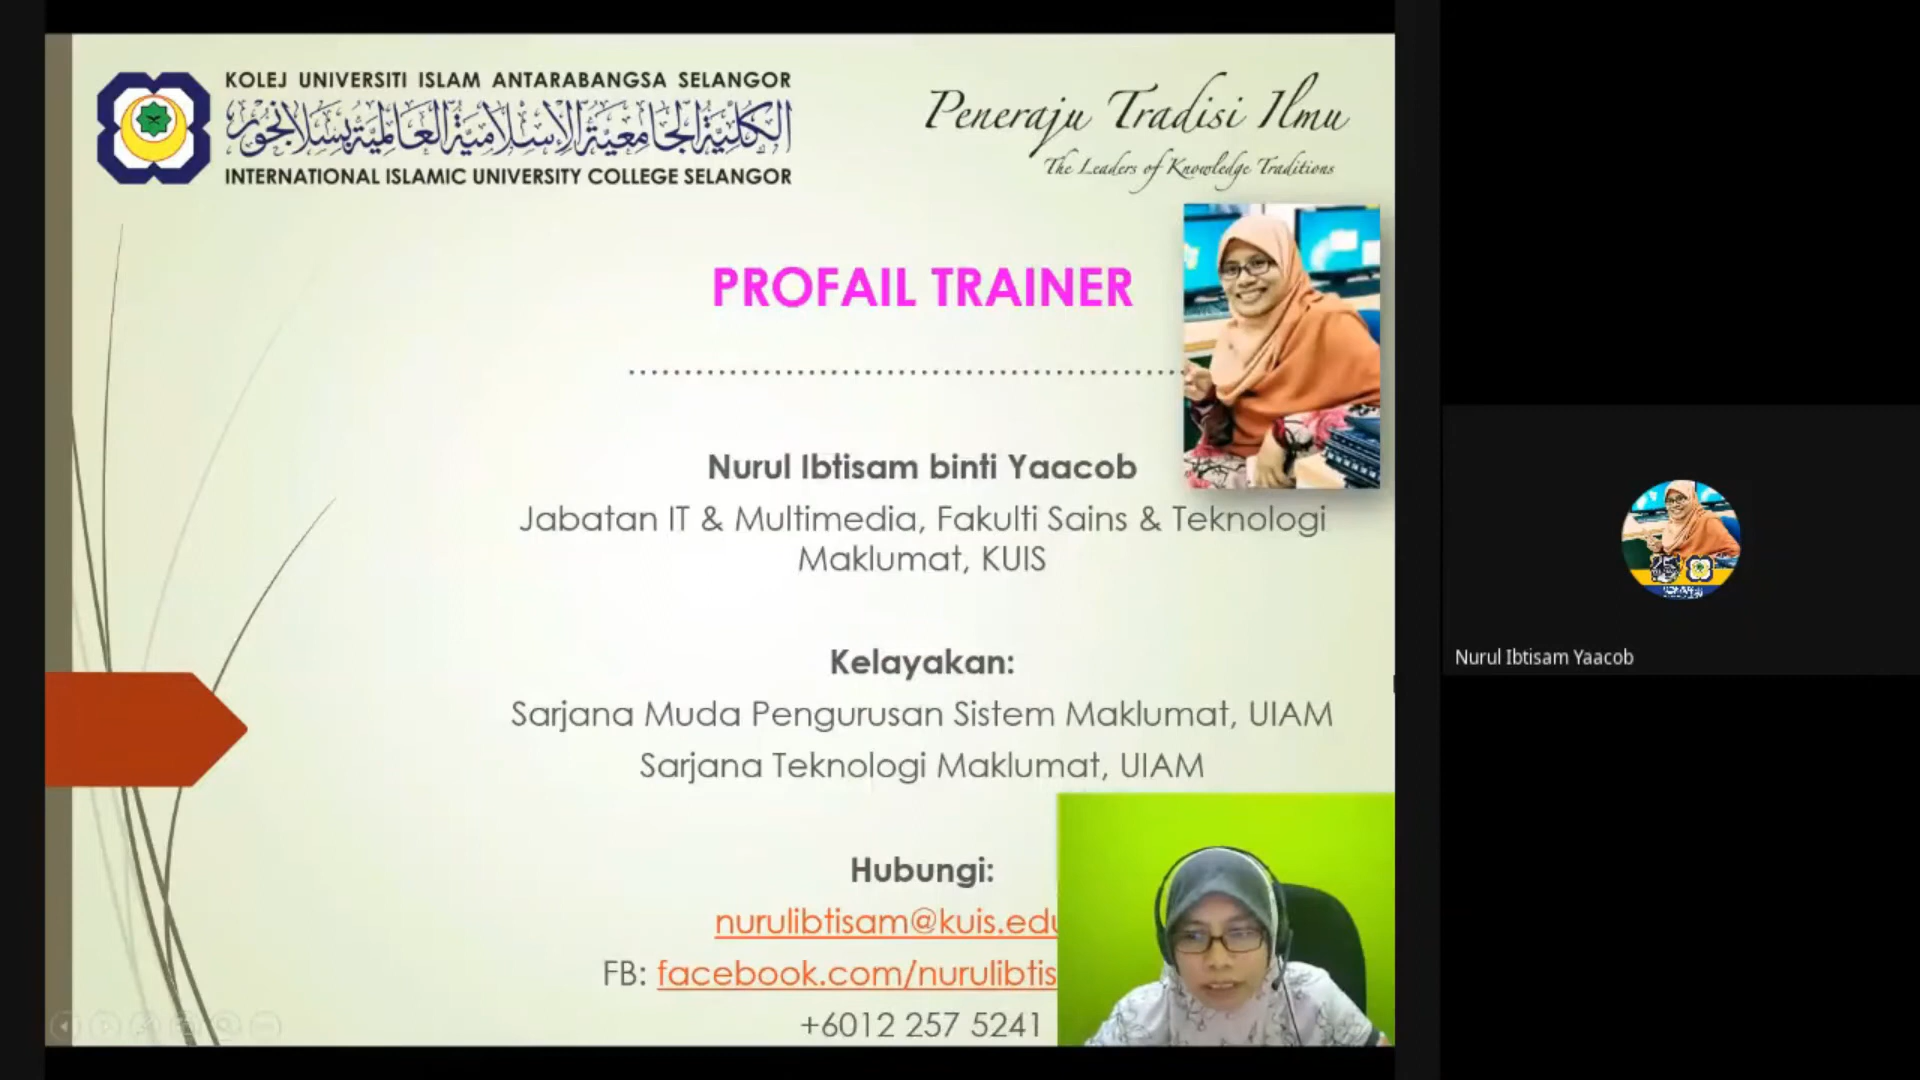 KOLEJ UNIVERSITI ISLAM ANTARABANGSA SELANGOR
الكلية الجامعية الإسلامية العالمية بسلانجور
INTERNATIONAL ISLAMIC UNIVERSITY COLLEGE SELANGOR
Peneraju Tradisi Ilmu
The Leaders of Knowledge Traditions
PROFAIL TRAINER
Nurul Ibtisam binti Yaacob
Jabatan IT & Multimedia, Fakulti Sains & Teknologi
Maklumat, KUIS
Kelayakan:
Sarjana Muda Pengurusan Sistem Maklumat, UIAM
Sarjana Teknologi Maklumat, UIAM
Hubungi:
nurulibtisam@kuis.edu
FB: facebook.com/nurulibtis
+6012 257 5241
Nurul Ibtisam Yaacob